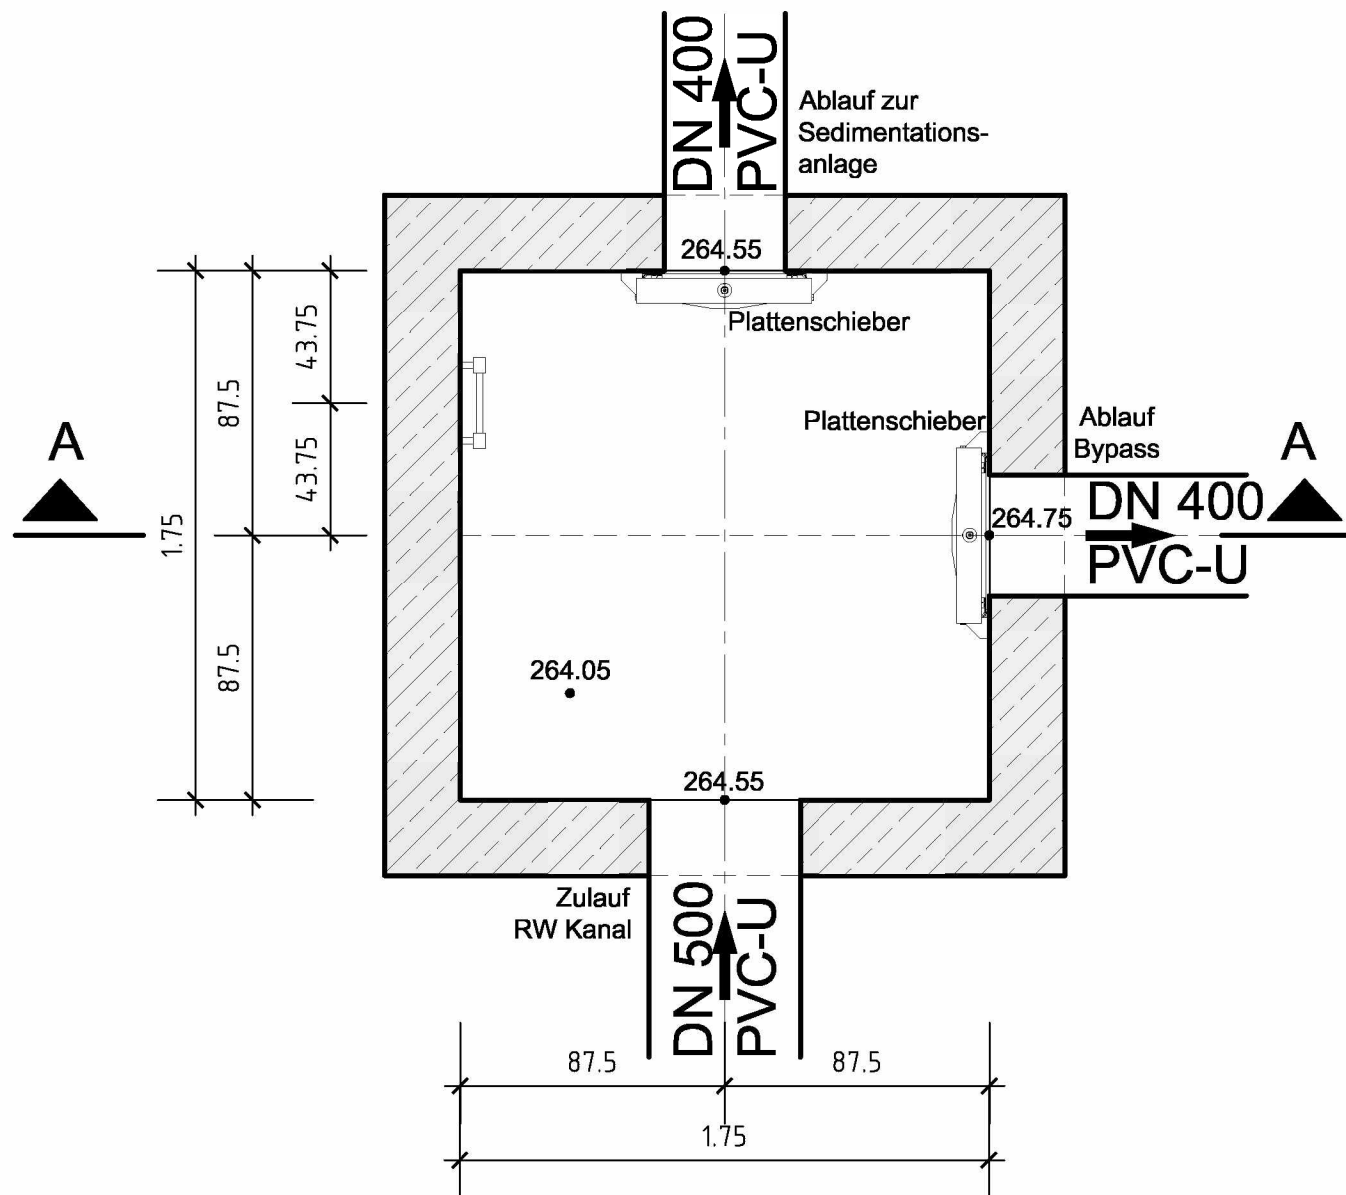 DN 400
PVC-U
Ablauf zur
Sedimentations-
anlage
264.55
Plattenschieber
43.75
87.5
43.75
1.75
87.5
A
Plattenschieber
Ablauf
Bypass
A
264.75
DN 400
PVC-U
264.05
264.55
Zulauf
RW Kanal
DN 500
PVC-U
87.5
87.5
1.75